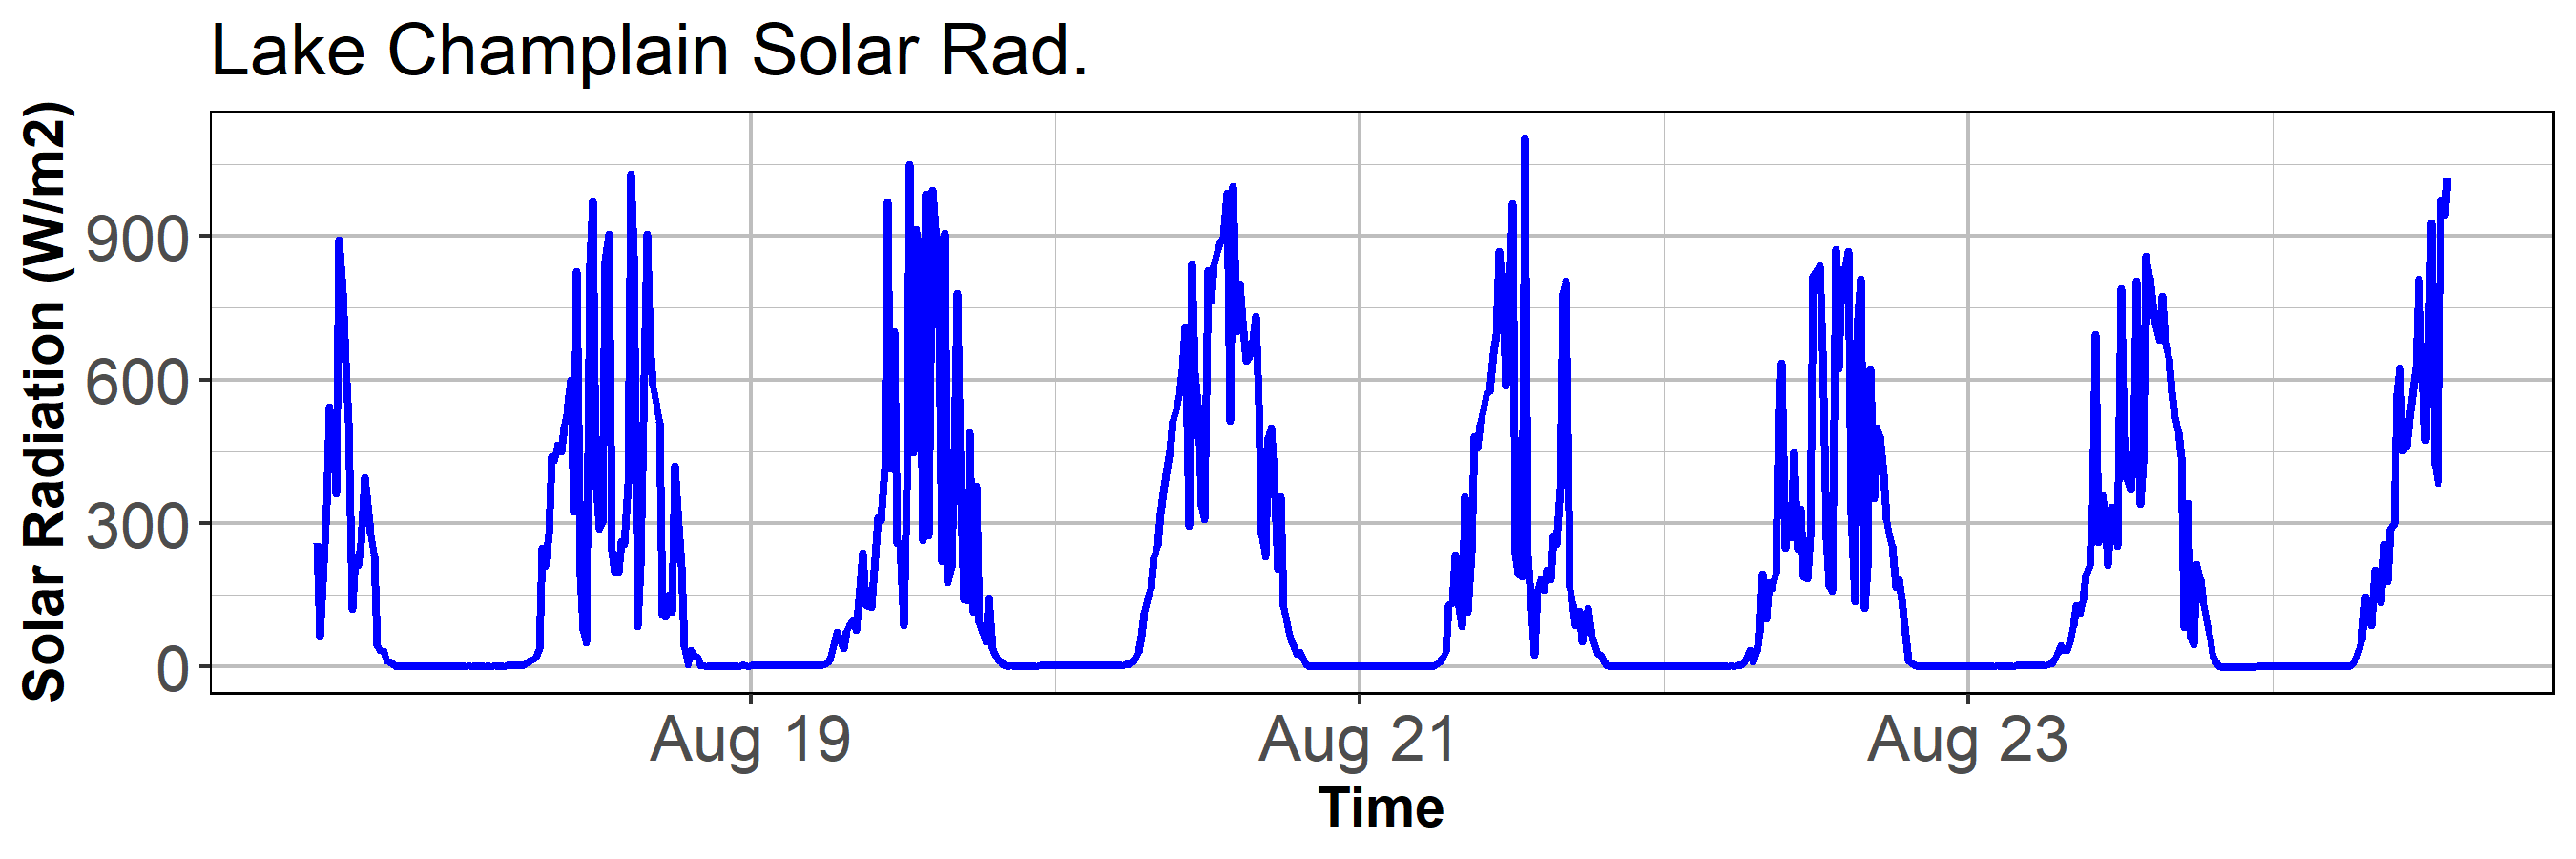 Lake Champlain Solar Rad.
Solar Radiation (W/m2)
900
600
300
0
Aug 19
Aug 21
Aug 23
Time